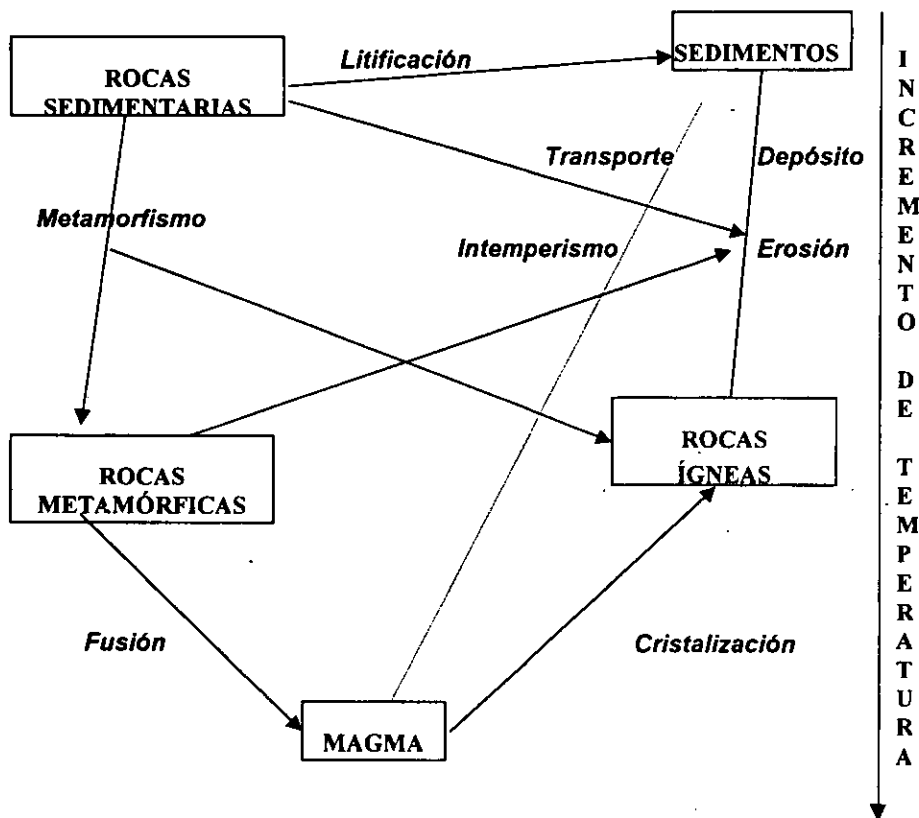 Litificación
SEDIMENTOS
ROCAS
SEDIMENTARIAS
Transporte
Depósito
Metamorfismo
Intemperismo
Erosión
ROCAS
METAMÓRFICAS
ROCAS
ÍGNEAS
Fusión
Cristalización
MAGMA
INCREMENTO DE TEMPERATURA